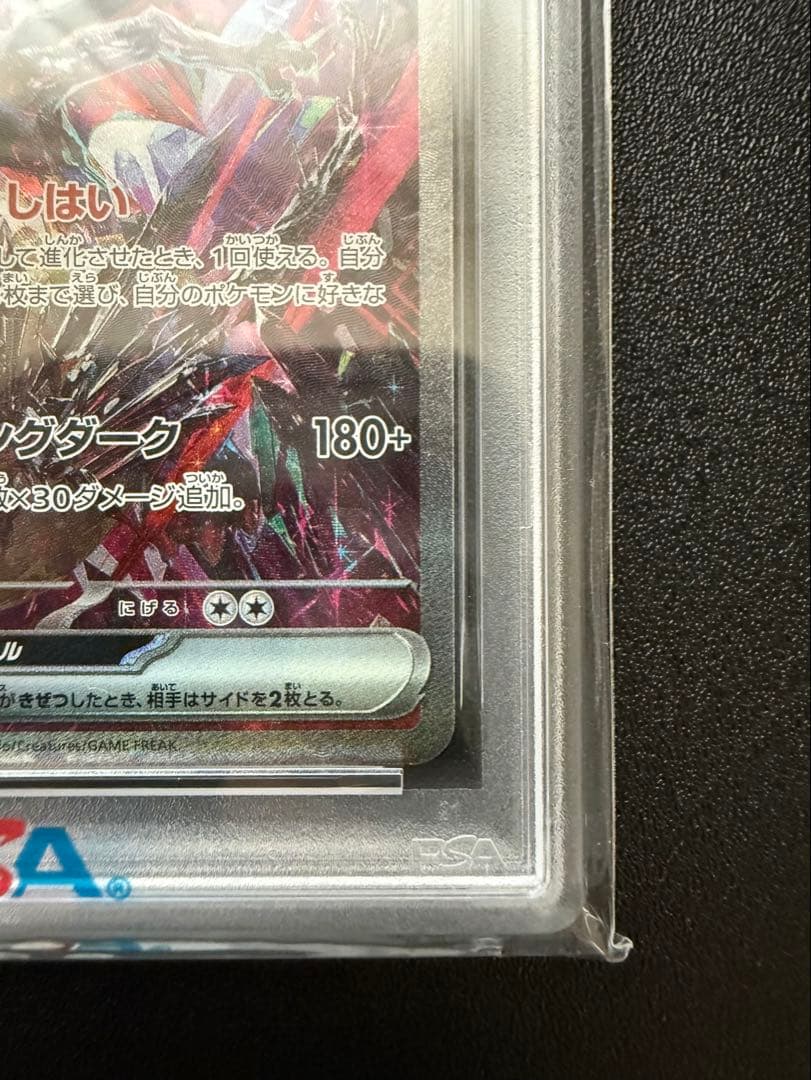 しはい
して進化させたとき、1回使える。自分
枚まで選び、自分のポケモンに好きな
ングダーク 180+
数×30ダメージ追加。
にげる
ル
がきぜつしたとき、相手はサイドを2枚とる。
/Creatures/GAME FREAK.
SA®
PSA